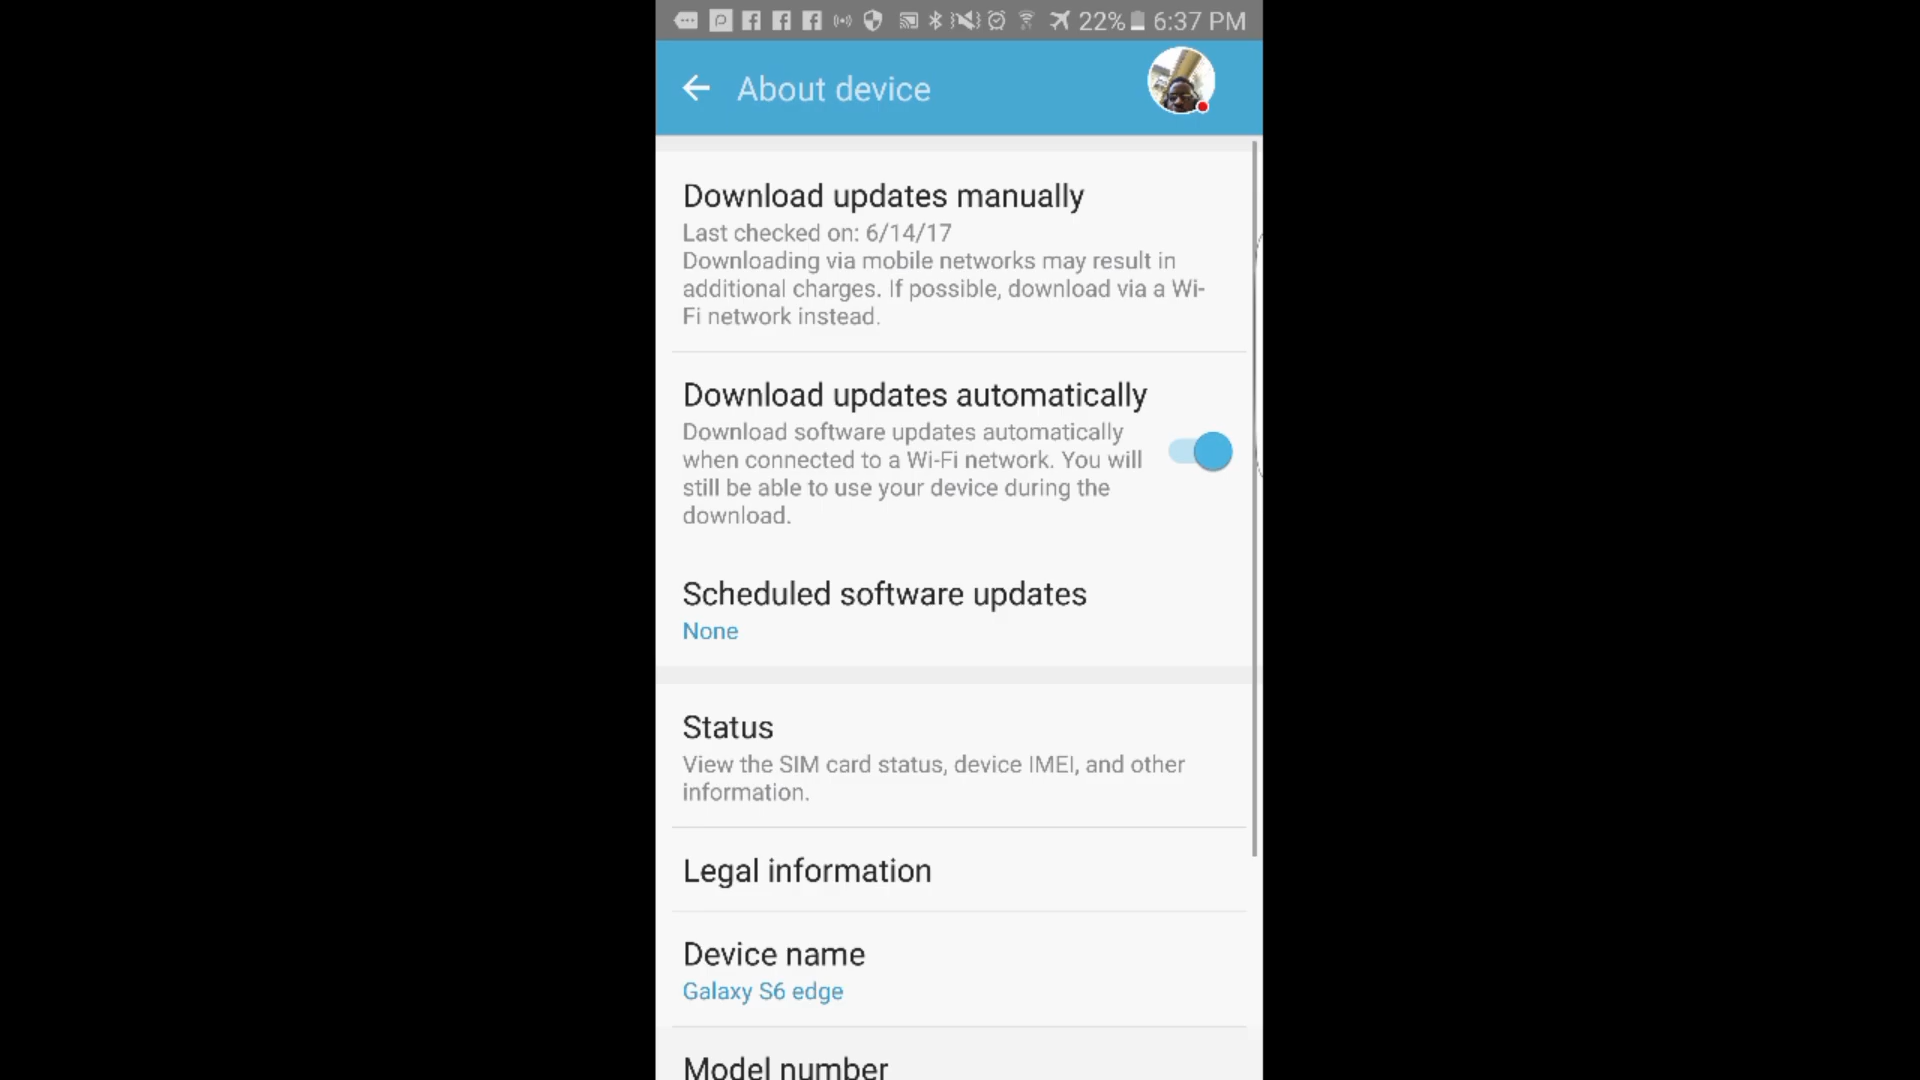 22% 6:37 PM
About device
Download updates manually
Last checked on: 6/14/17
Downloading via mobile networks may result in
additional charges. If possible, download via a Wi-
Fi network instead.
Download updates automatically
Download software updates automatically
when connected to a Wi-Fi network. You will
still be able to use your device during the
download.
Scheduled software updates
None
Status
View the SIM card status, device IMEI, and other
information.
Legal information
Device name
Galaxy S6 edge
Model number